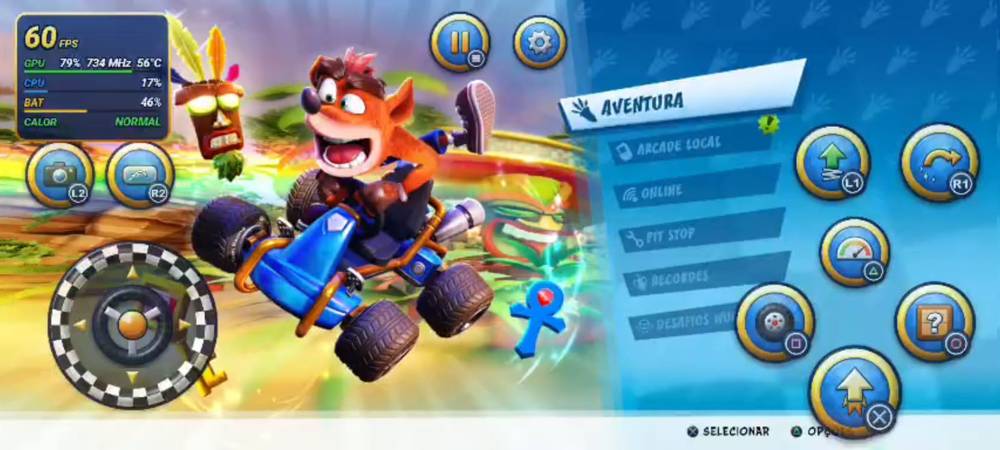 60 FPS
GPU 79% 734 MHz 56°C
CPU 17%
BAT 46%
CALOR NORMAL
L2
R2
AVENTURA
ARCADE LOCAL
ONLINE
PIT STOP
RECORDES
DESAFIOS
L1
R1
?
SELECIONAR